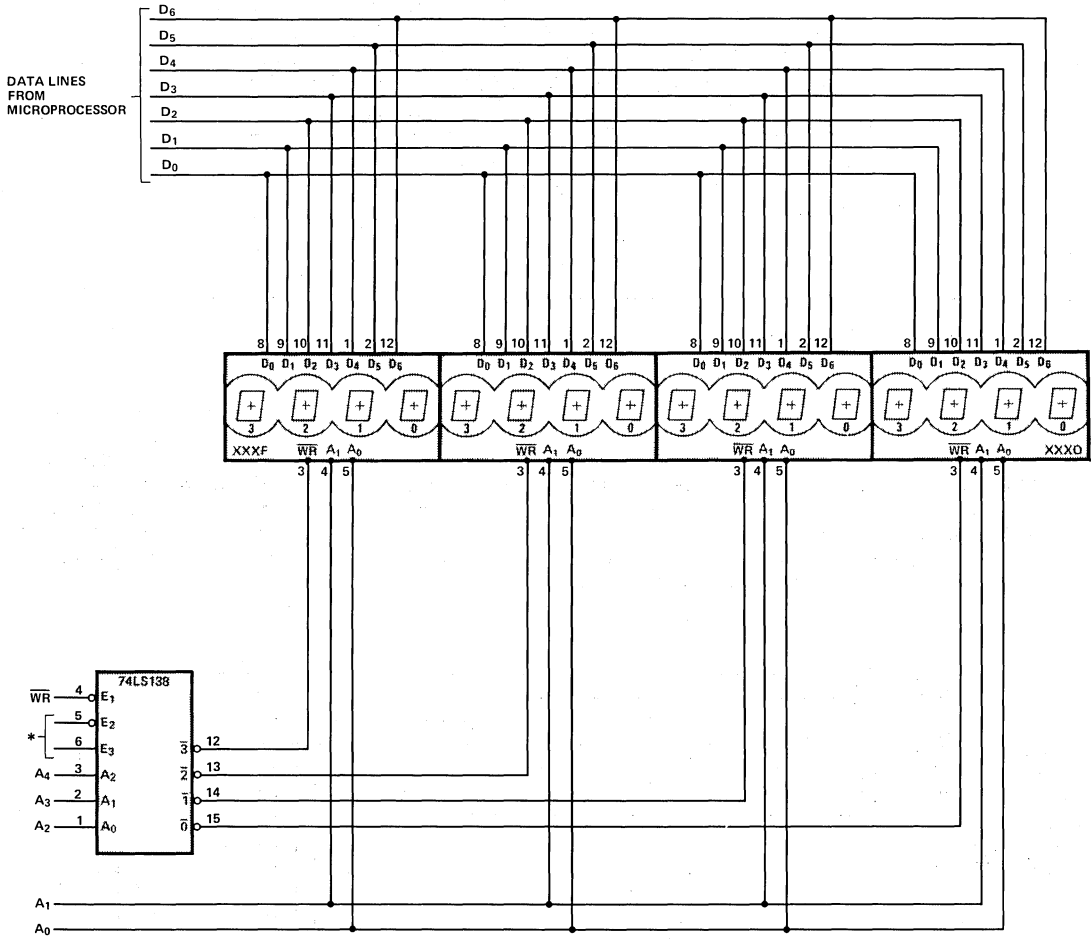 D6
D5
D4
DATA LINES
FROM
MICROPROCESSOR
D3
D2
D1
D0
8 9 10 11 1 2 12 8 9 10 11 1 2 12 8 9 10 11 1 2 12 8 9 10 11 1 2 12
D0 D1 D2 D3 D4 D5 D6 D0 D1 D2 D3 D4 D5 D6 D0 D1 D2 D3 D4 D5 D6 D0 D1 D2 D3 D4 D5 D6
3 2 1 0 3 2 1 0 3 2 1 0 3 2 1 0
XXXF W̅R̅ A1 A0 W̅R̅ A1 A0 W̅R̅ A1 A0 W̅R̅ A1 A0 XXX0
3 4 5 3 4 5 3 4 5 3 4 5
74LS138
W̅R̅ 4 E1
5 E2
*
6 E3 3̅ 12
A4 3 A2 2̅ 13
A3 2 A1 1̅ 14
A2 1 A0 0̅ 15
A1
A0